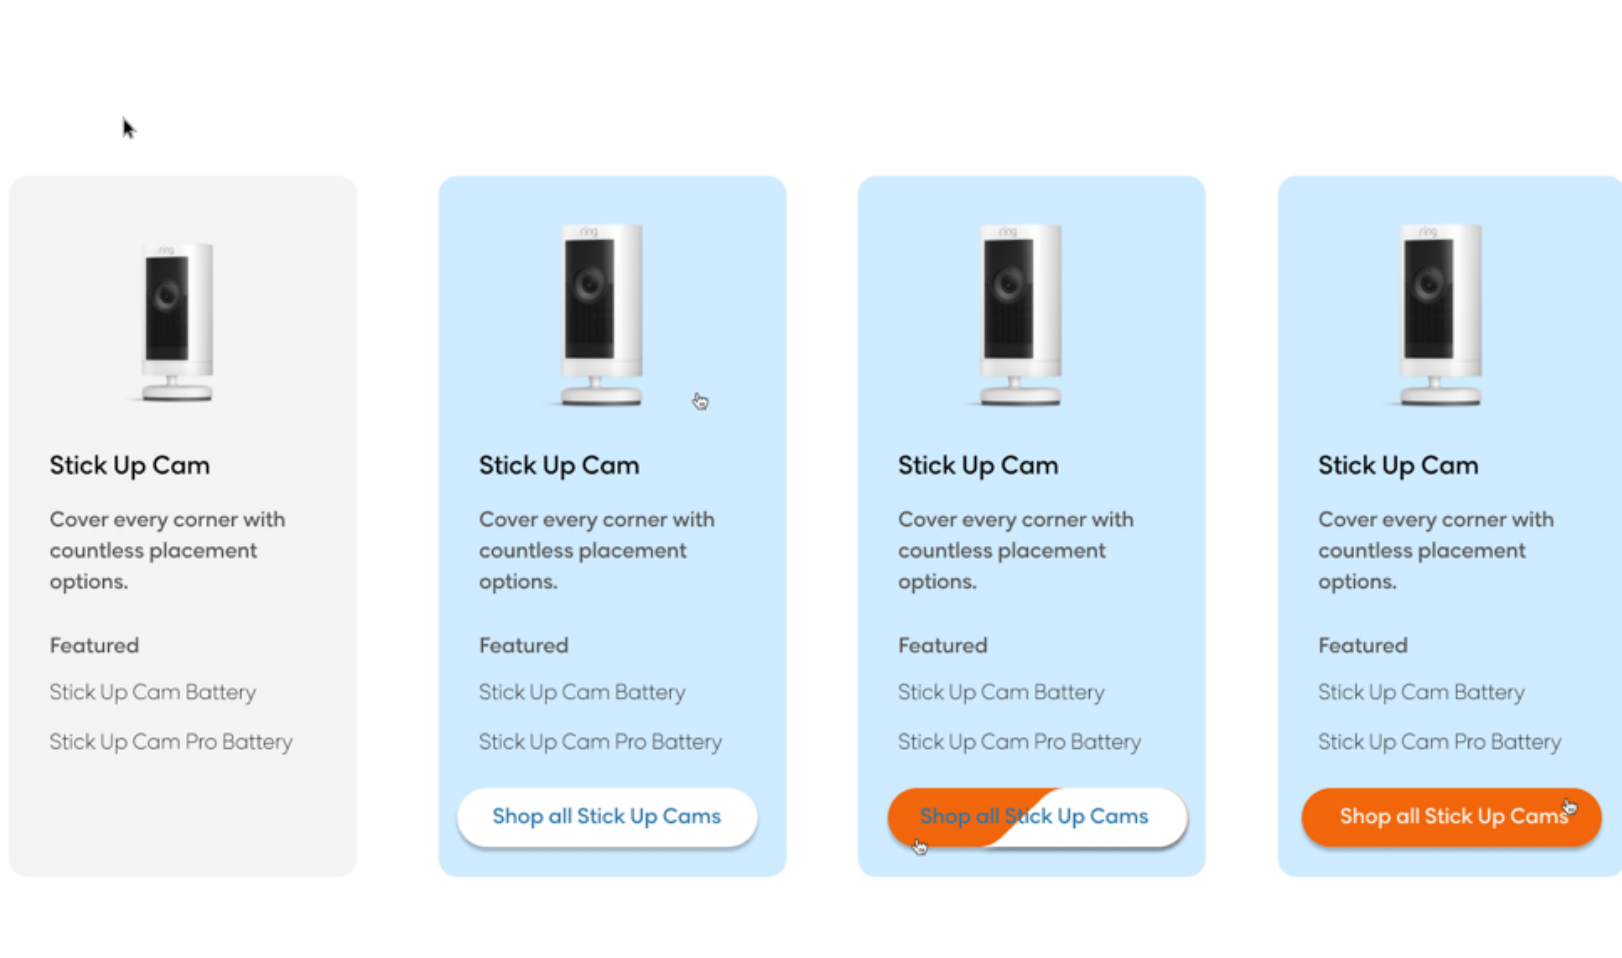 ring
Stick Up Cam
Cover every corner with
countless placement
options.
Featured
Stick Up Cam Battery
Stick Up Cam Pro Battery
ring
Stick Up Cam
Cover every corner with
countless placement
options.
Featured
Stick Up Cam Battery
Stick Up Cam Pro Battery
Shop all Stick Up Cams
ring
Stick Up Cam
Cover every corner with
countless placement
options.
Featured
Stick Up Cam Battery
Stick Up Cam Pro Battery
Shop all Stick Up Cams
ring
Stick Up Cam
Cover every corner with
countless placement
options.
Featured
Stick Up Cam Battery
Stick Up Cam Pro Battery
Shop all Stick Up Cams